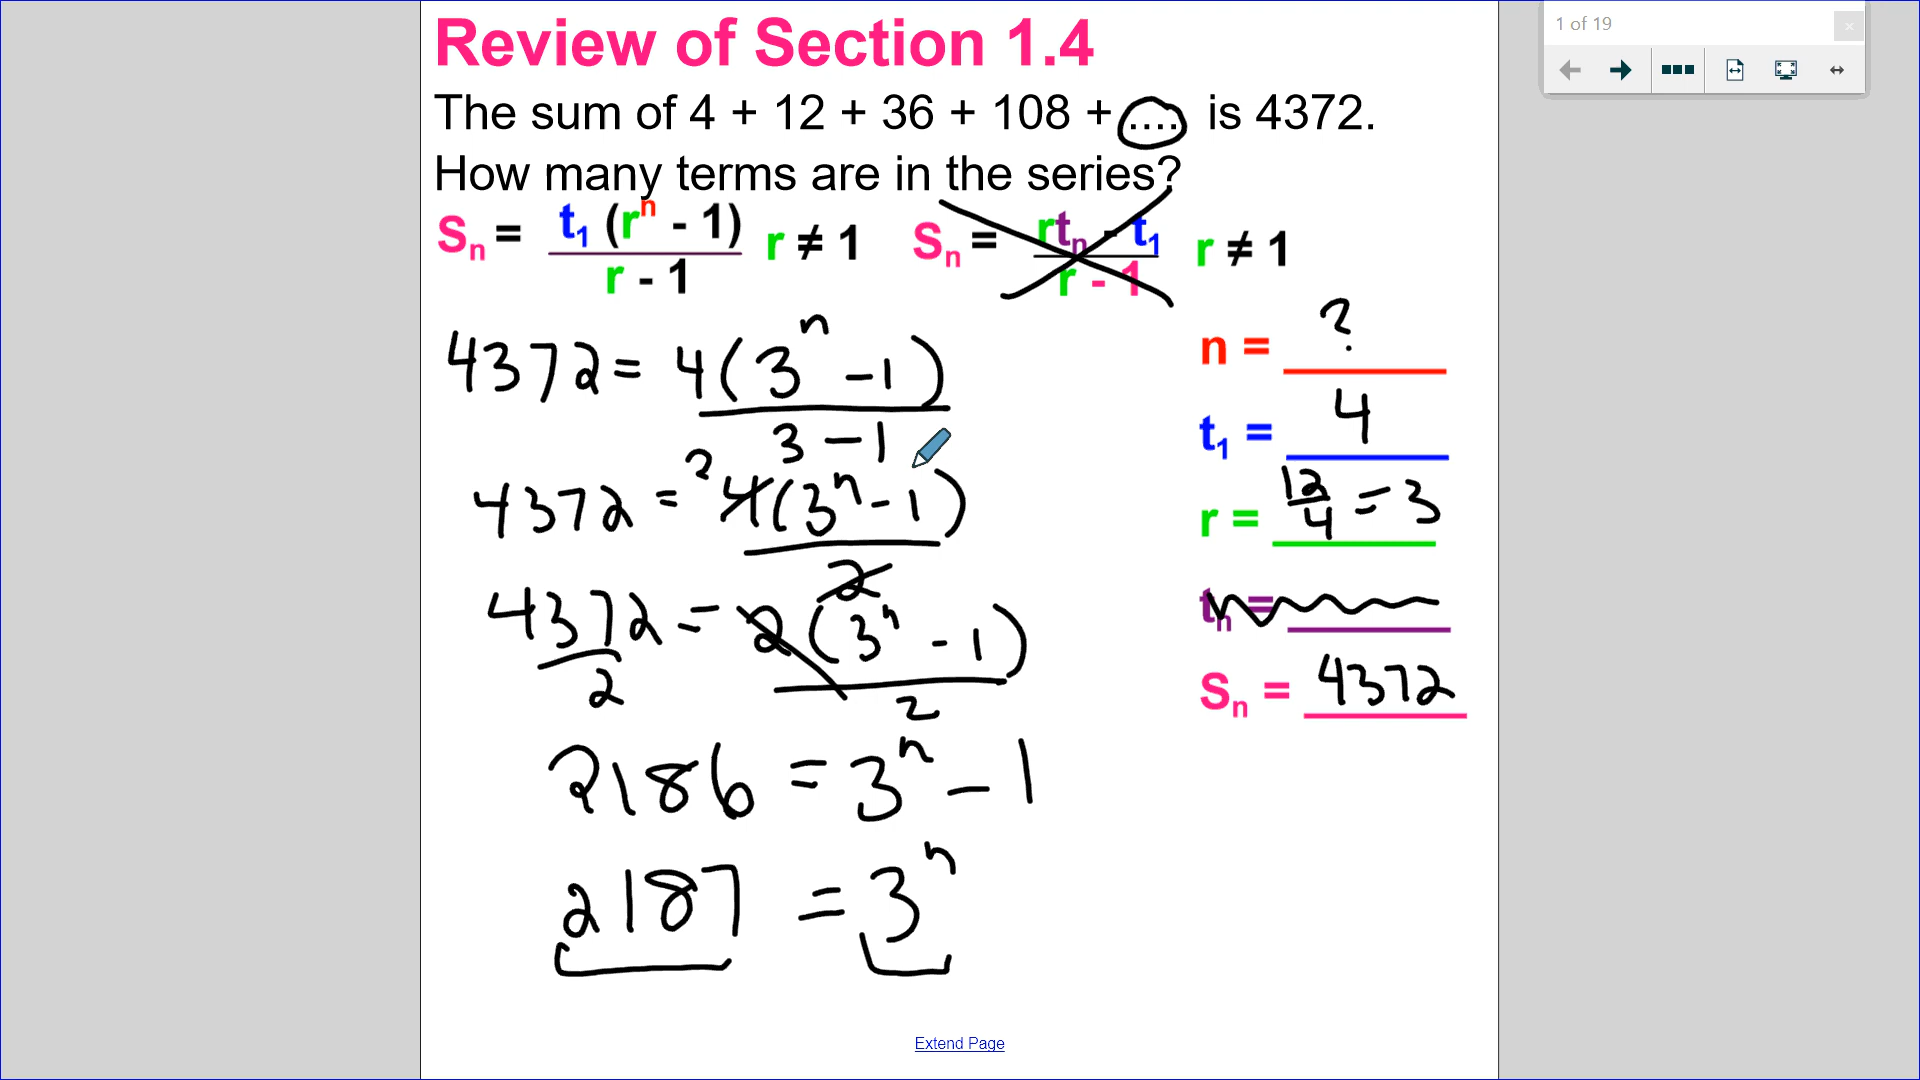 Review of Section 1.4
1 of 19
The sum of 4 + 12 + 36 + 108 + .... is 4372.
How many terms are in the series?
Sn = t1 (r^n - 1) / r - 1 r ≠ 1 Sn = rtn - t1 / r - 1 r ≠ 1
n = ?
4372 = 4(3^n - 1) / 3 - 1
t1 = 4
4372 = 2 4(3^n - 1) / 2
r = 12/4 = 3
4372 / 2 = 2(3^n - 1) / 2
tn =
Sn = 4372
2186 = 3^n - 1
2187 = 3^n
Extend Page